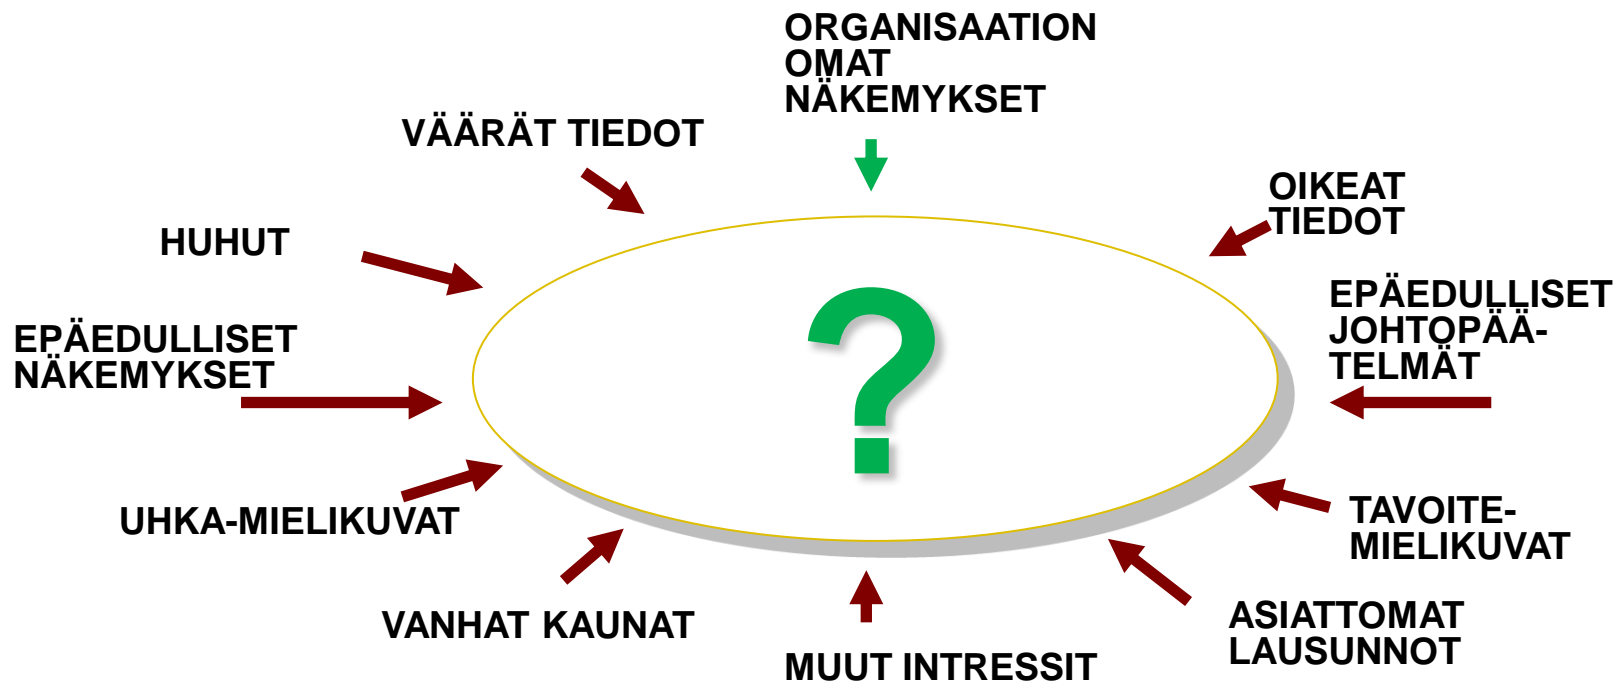 ORGANISAATION
OMAT
NÄKEMYKSET
VÄÄRÄT TIEDOT
OIKEAT
TIEDOT
HUHUT
EPÄEDULLISET
JOHTOPÄÄ-
TELMÄT
EPÄEDULLISET
NÄKEMYKSET
?
UHKA-MIELIKUVAT
TAVOITE-
MIELIKUVAT
VANHAT KAUNAT
ASIATTOMAT
LAUSUNNOT
MUUT INTRESSIT